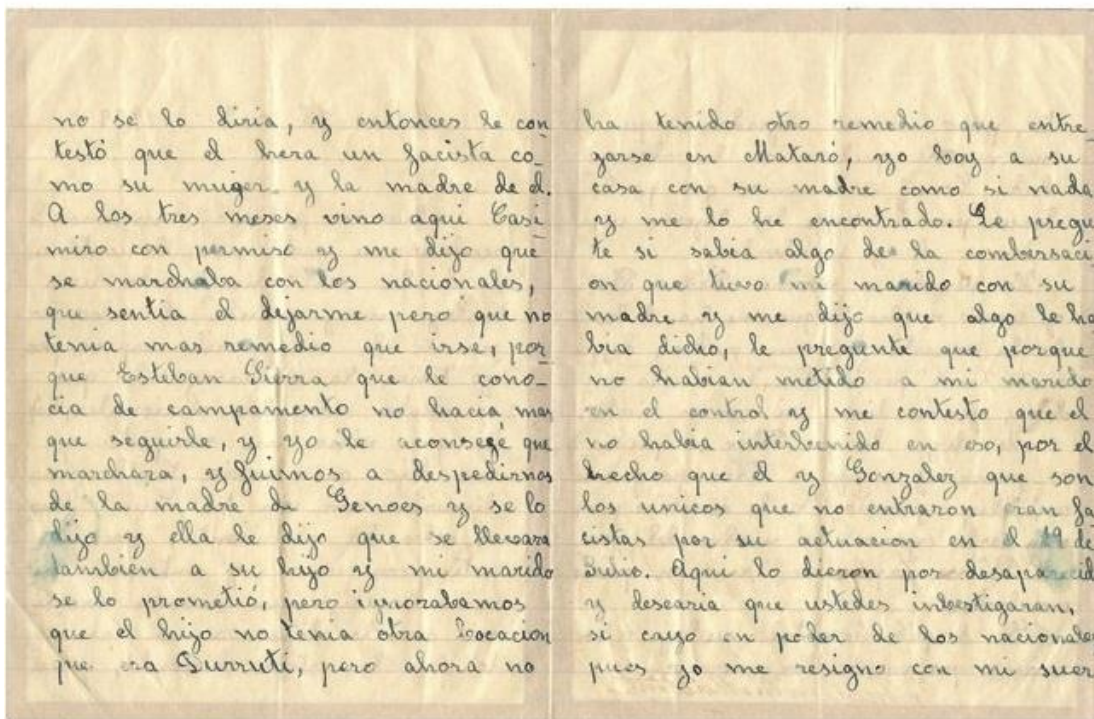 no se lo diria, y entonces le con
testó que el hera un facista co_
mo su muger y la madre de el.
A los tres meses vino aqui Casi
miro con permiso y me dijo que
se marchaba con los nacionales,
que sentia el dejarme pero que no
tenia mas remedio que irse, por
que Esteban Sierra que le cono_
cia de campamento no hacia mas
que seguirle, y yo le aconsegé que
marchara, y fuimos a despedirnos
de la madre de Genoes y se lo
dijo y ella le dijo que se llevara
tambien a su hijo y mi marido
se lo prometió, pero ignorabamos
que el hijo no tenia otra bocacion
que era Durruti, pero ahora no
ha tenido otro remedio que entre_
garse en Mataró, yo boy a su
casa con su madre como si nada
y me lo he encontrado. Le pregu
te si sabia algo de la combersaci
on que tuvo mi marido con su
madre y me dijo que algo le ha
bia dicho, le pregunte que porque
no habian metido a mi marido
en el control y me contesto que el
no habia interbenido en eso, por el
hecho que el y Gonzalez que son
los unicos que no entraron eran fa
cistas por su actuacion en el 19 de
Julio. Aqui lo dieron por desaparecid
y desearia que ustedes inbestigaran,
si cayo en poder de los nacionales
pues yo me resigno con mi suer